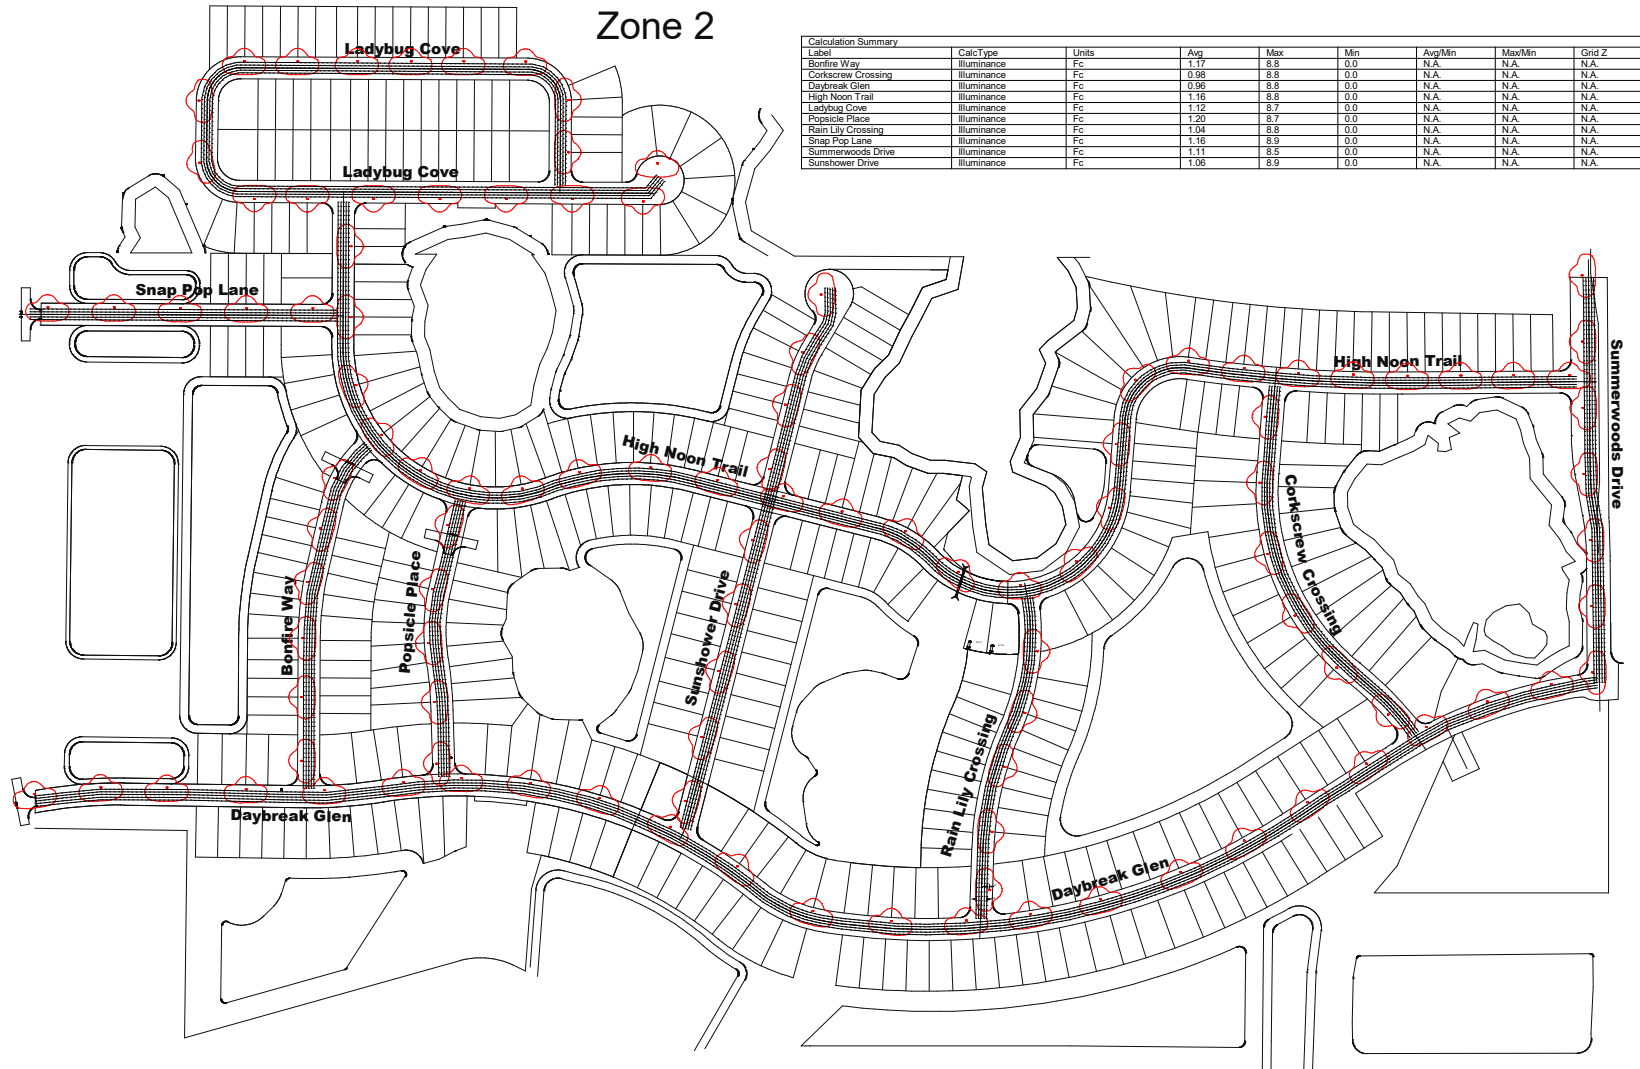 Zone 2
Calculation Summary
Label CalcType Units Avg Max Min Avg/Min Max/Min Grid Z
Bonfire Way Illuminance Fc 1.17 8.8 0.0 N.A. N.A. N.A.
Corkscrew Crossing Illuminance Fc 0.98 8.8 0.0 N.A. N.A. N.A.
Daybreak Glen Illuminance Fc 0.96 8.8 0.0 N.A. N.A. N.A.
High Noon Trail Illuminance Fc 1.16 8.8 0.0 N.A. N.A. N.A.
Ladybug Cove Illuminance Fc 1.12 8.7 0.0 N.A. N.A. N.A.
Popsicle Place Illuminance Fc 1.20 8.7 0.0 N.A. N.A. N.A.
Rain Lily Crossing Illuminance Fc 1.04 8.8 0.0 N.A. N.A. N.A.
Snap Pop Lane Illuminance Fc 1.16 8.9 0.0 N.A. N.A. N.A.
Summerwoods Drive Illuminance Fc 1.11 8.5 0.0 N.A. N.A. N.A.
Sunshower Drive Illuminance Fc 1.06 8.9 0.0 N.A. N.A. N.A.
Ladybug Cove
Ladybug Cove
Snap Pop Lane
High Noon Trail
Summerwoods Drive
High Noon Trail
Corkscrew Crossing
Bonfire Way
Popsicle Place
Sunshower Drive
Rain Lily Crossing
Daybreak Glen
Daybreak Glen